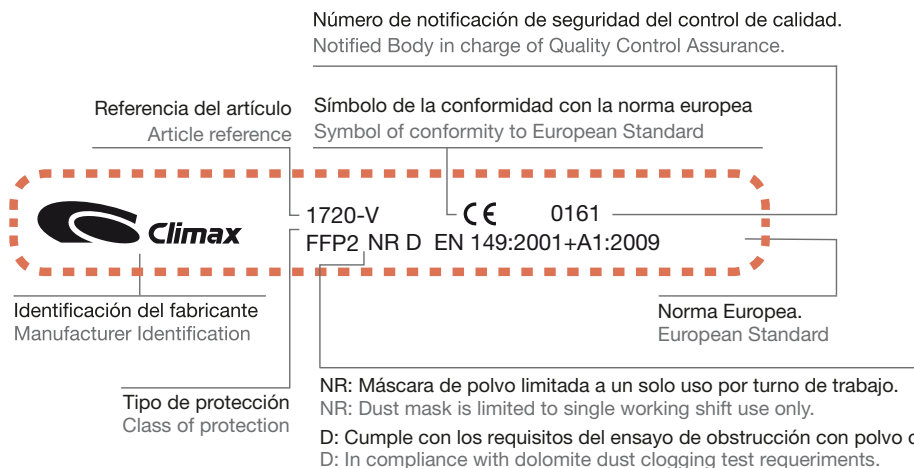 Número de notificación de seguridad del control de calidad.
Notified Body in charge of Quality Control Assurance.
Referencia del artículo
Article reference
Símbolo de la conformidad con la norma europea
Symbol of conformity to European Standard
Climax
1720-V CE 0161
FFP2 NR D EN 149:2001+A1:2009
Identificación del fabricante
Manufacturer Identification
Norma Europea.
European Standard
Tipo de protección
Class of protection
NR: Máscara de polvo limitada a un solo uso por turno de trabajo.
NR: Dust mask is limited to single working shift use only.
D: Cumple con los requisitos del ensayo de obstrucción con polvo
D: In compliance with dolomite dust clogging test requeriments.